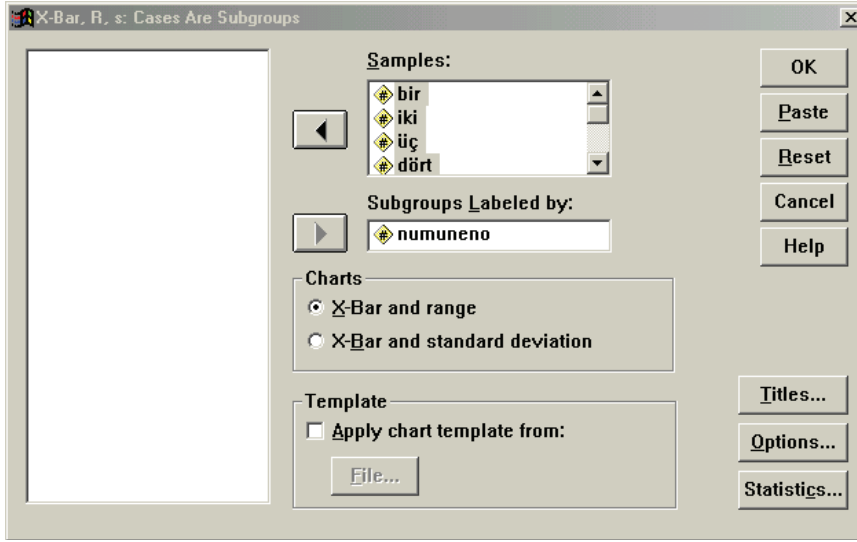 X-Bar, R, s: Cases Are Subgroups
Samples:
bir
iki
üç
dört
Subgroups Labeled by:
numuneno
Charts
X-Bar and range
X-Bar and standard deviation
Template
Apply chart template from:
File...
OK
Paste
Reset
Cancel
Help
Titles...
Options...
Statistics...